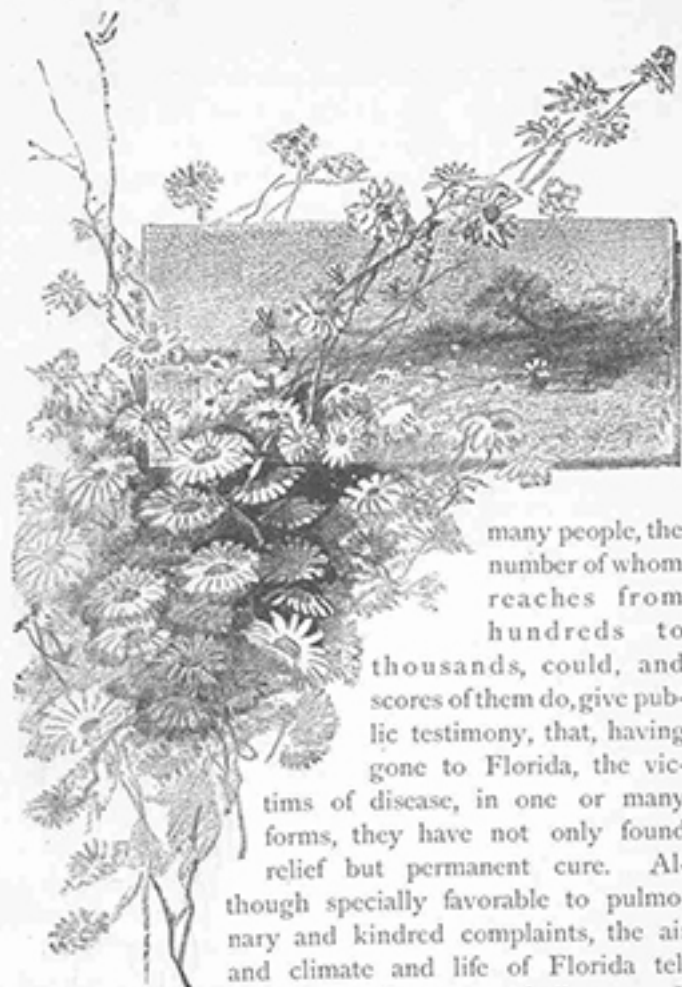 many people, the
number of whom
reaches from
hundreds to
thousands, could, and
scores of them do, give pub-
lic testimony, that, having
gone to Florida, the vic-
tims of disease, in one or many
forms, they have not only found
relief but permanent cure. Al-
though specially favorable to pulmo
nary and kindred complaints, the ai
and climate and life of Florida tel